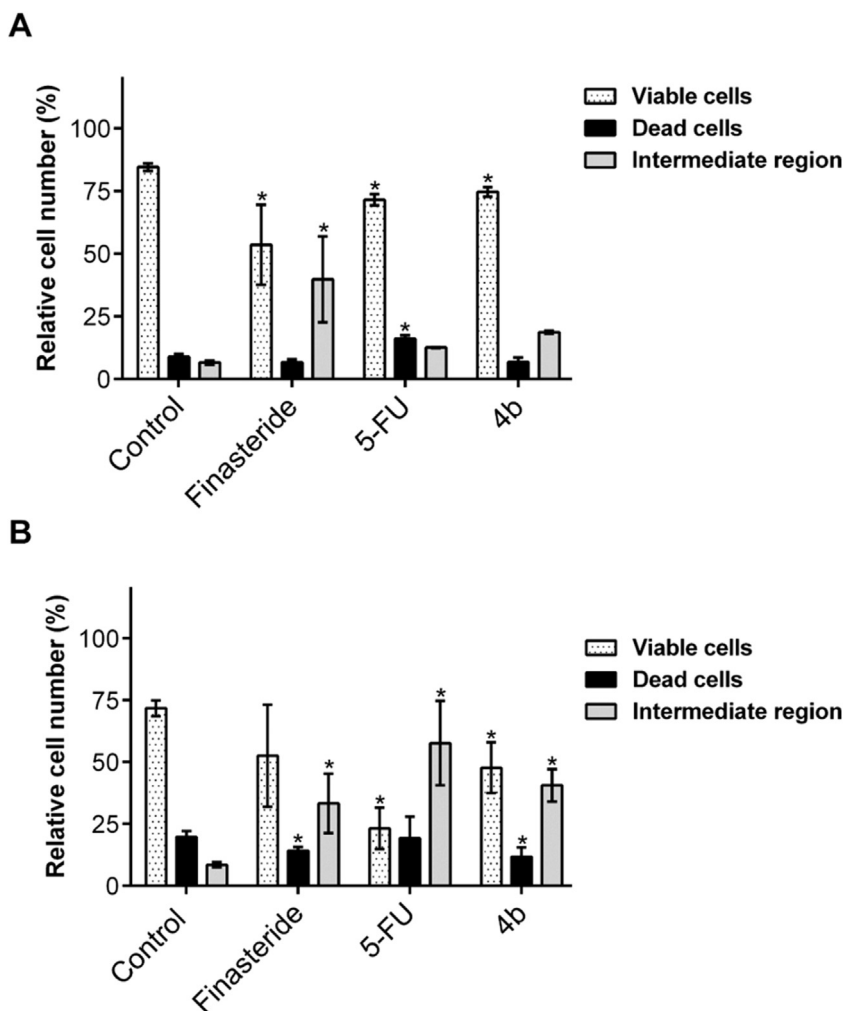 A
Relative cell number (%)
100
75
50
25
0
*
*
*
*
*
Control
Finasteride
5-FU
4b
Viable cells
Dead cells
Intermediate region
B
Relative cell number (%)
100
75
50
25
0
*
*
*
*
*
*
*
Control
Finasteride
5-FU
4b
Viable cells
Dead cells
Intermediate region